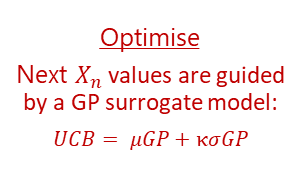 Optimise
Next Xₙ values are guided
by a GP surrogate model:
UCB = μGP + κσGP